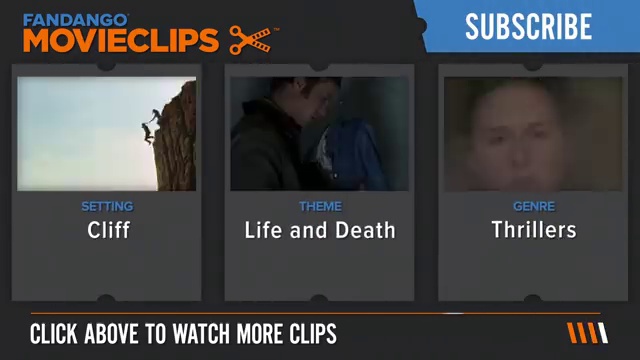 FANDANGO
MOVIECLIPS
SUBSCRIBE
SETTING
Cliff
THEME
Life and Death
GENRE
Thrillers
CLICK ABOVE TO WATCH MORE CLIPS